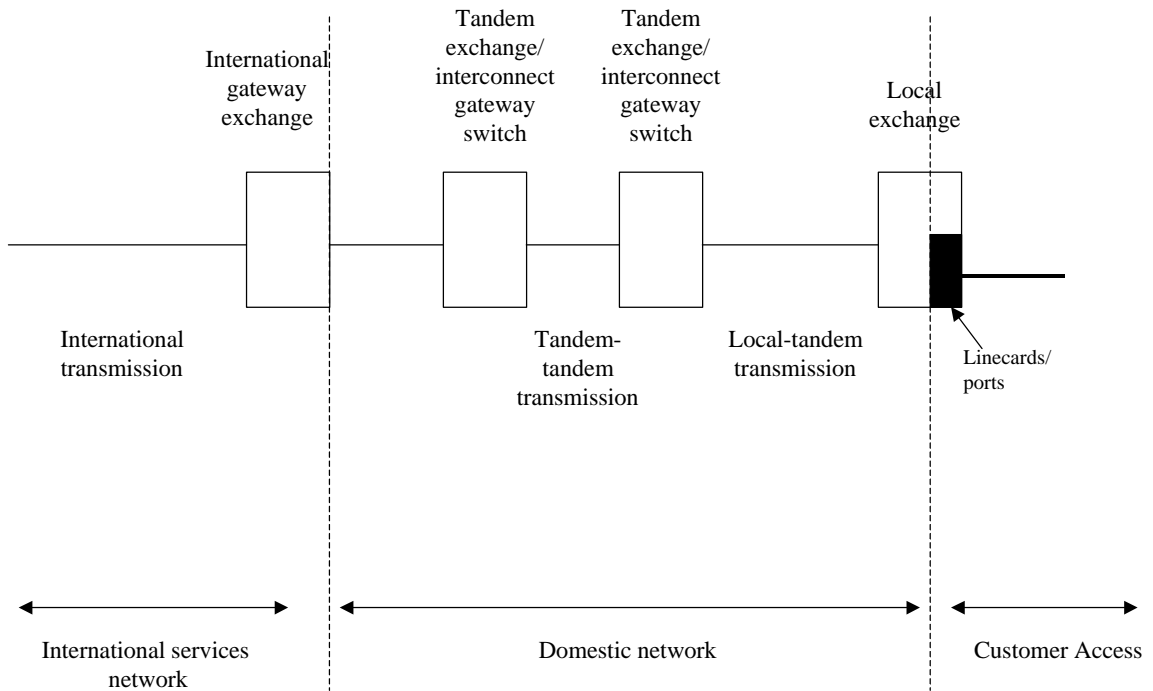 International
gateway
exchange
Tandem
exchange/
interconnect
gateway
switch
Tandem
exchange/
interconnect
gateway
switch
Local
exchange
International
transmission
Tandem-
tandem
transmission
Local-tandem
transmission
Linecards/
ports
International services
network
Domestic network
Customer Access